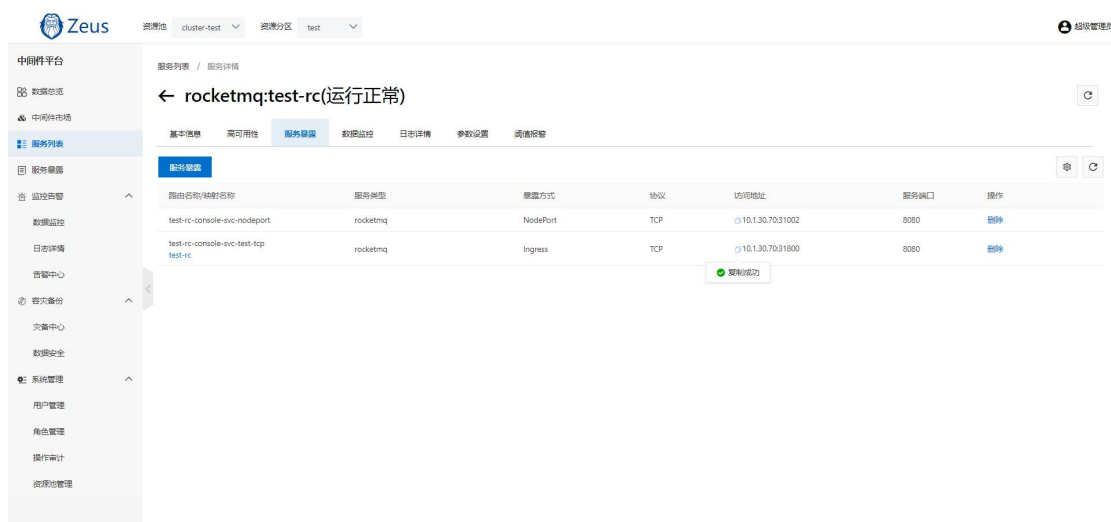 Zeus
资源池 cluster-test 资源分区 test
超级管理员
中间件平台
数据总览
中间件市场
服务列表
服务暴露
监控告警
数据监控
日志详情
告警中心
容灾备份
灾备中心
数据安全
系统管理
用户管理
角色管理
操作审计
资源池管理
服务列表 / 服务详情
← rocketmq:test-rc(运行正常)
基本信息 高可用性 服务暴露 数据监控 日志详情 参数设置 阈值报警
服务暴露
路由名称/映射名称 服务类型 暴露方式 协议 访问地址 服务端口 操作
test-rc-console-svc-nodeport rocketmq NodePort TCP 10.1.30.70:31002 8080 删除
test-rc-console-svc-test-tcp
test-rc
rocketmq Ingress TCP 10.1.30.70:31800 8080 删除
复制成功